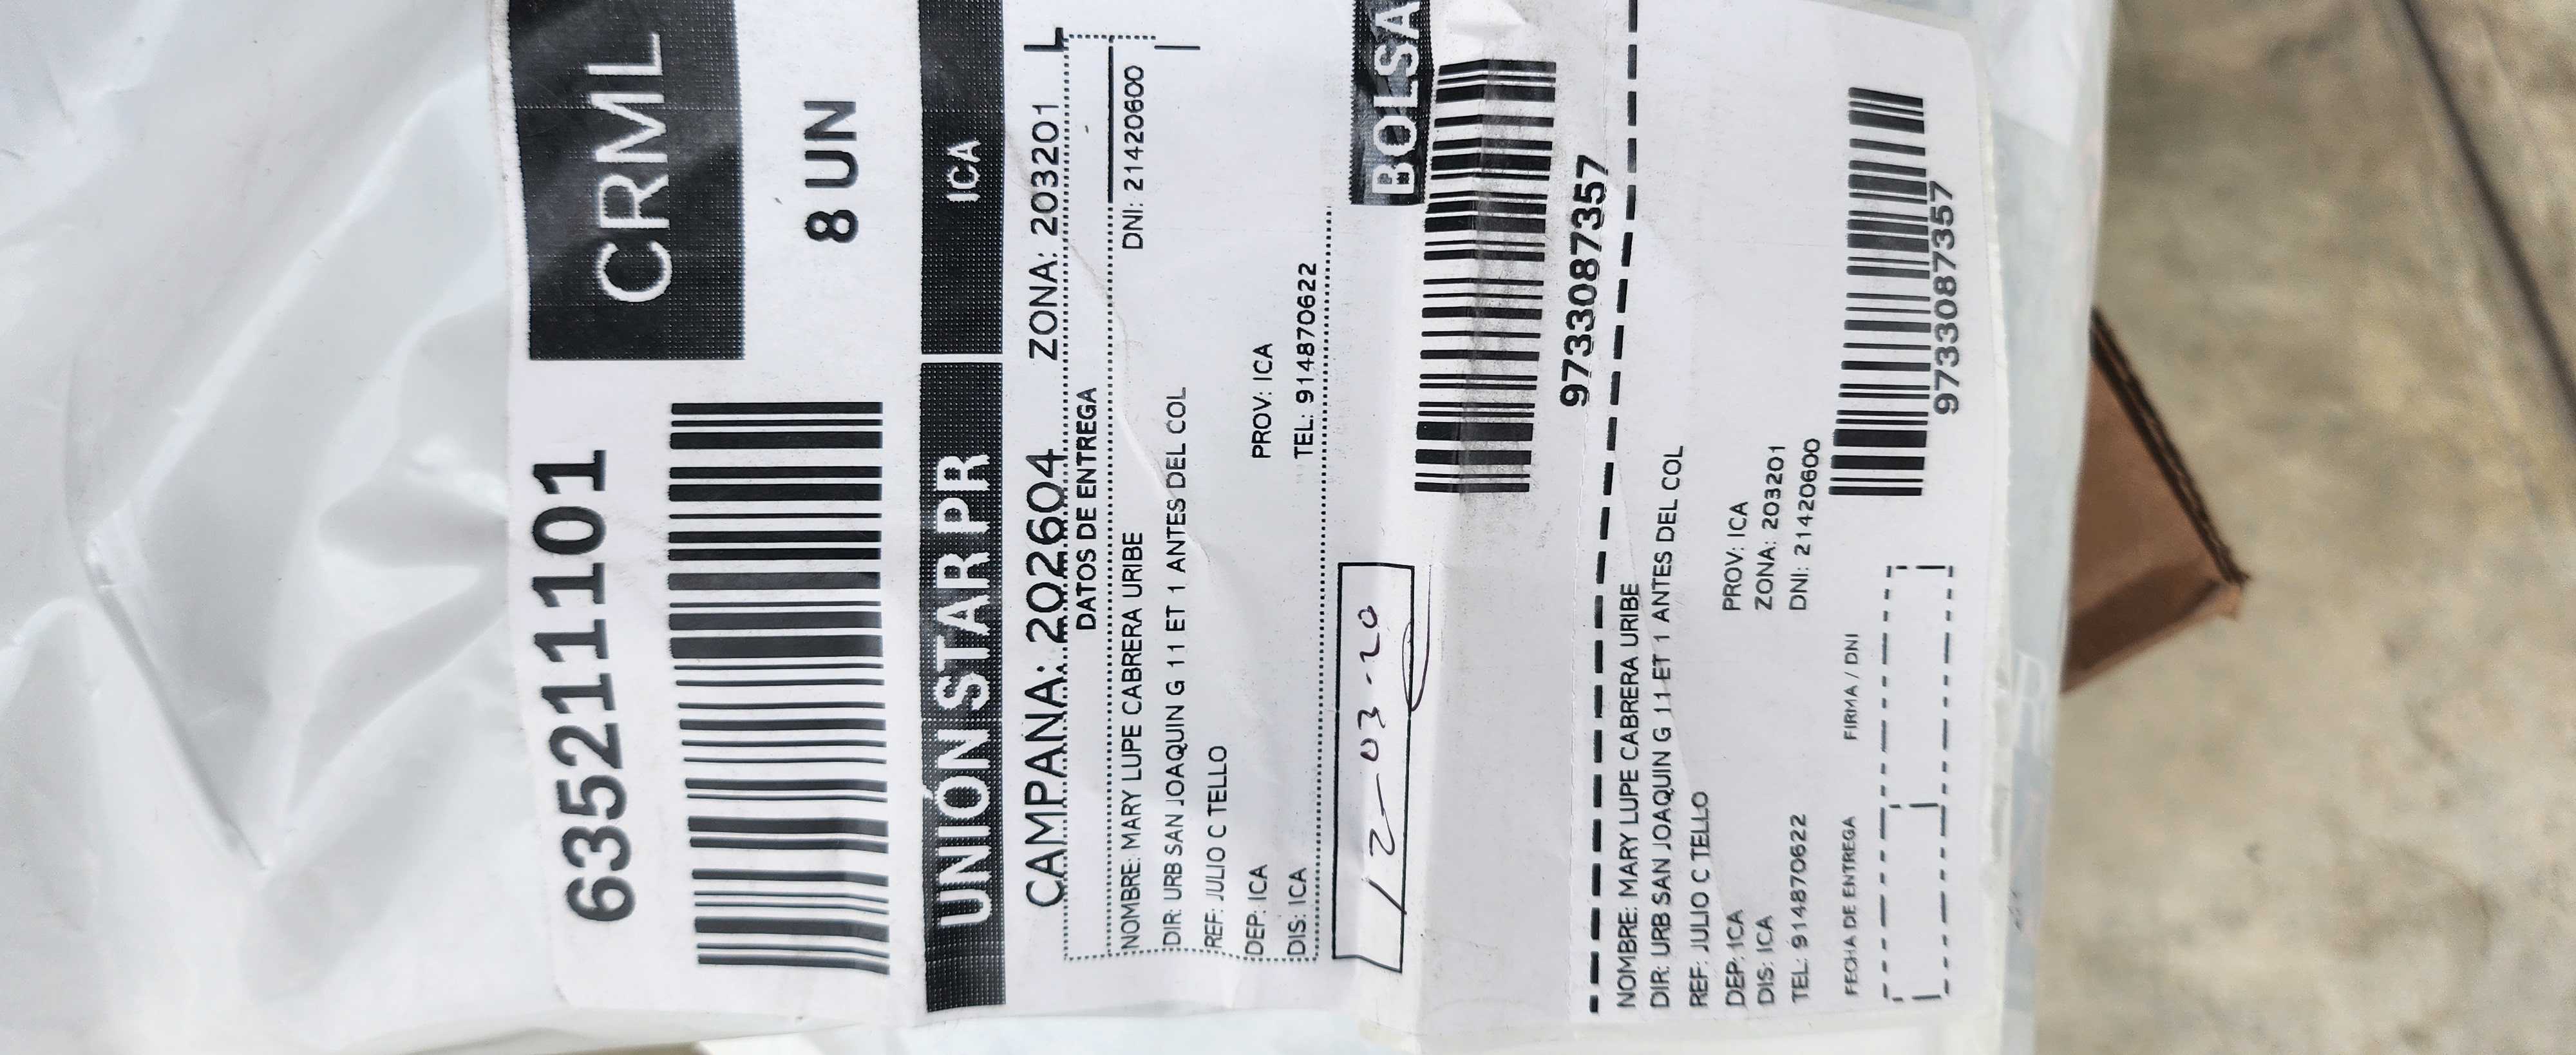 6352111101
CRML
8 UN
UNIÓN STAR PR
ICA
CAMPANA: 202604 ZONA: 203201 L
DATOS DE ENTREGA
NOMBRE: MARY LUPE CABRERA URIBE DNI: 21420600
DIR: URB SAN JOAQUIN G 11 ET 1 ANTES DEL COL
REF: JULIO C TELLO
DEP: ICA PROV: ICA
DIS: ICA TEL: 914870622
12-03-20
BOLSA
9733087357
NOMBRE: MARY LUPE CABRERA URIBE
DIR: URB SAN JOAQUIN G 11 ET 1 ANTES DEL COL
REF: JULIO C TELLO
DEP: ICA PROV: ICA
DIS: ICA ZONA: 203201
TEL: 914870622 DNI: 21420600
FECHA DE ENTREGA FIRMA / DNI
9733087357